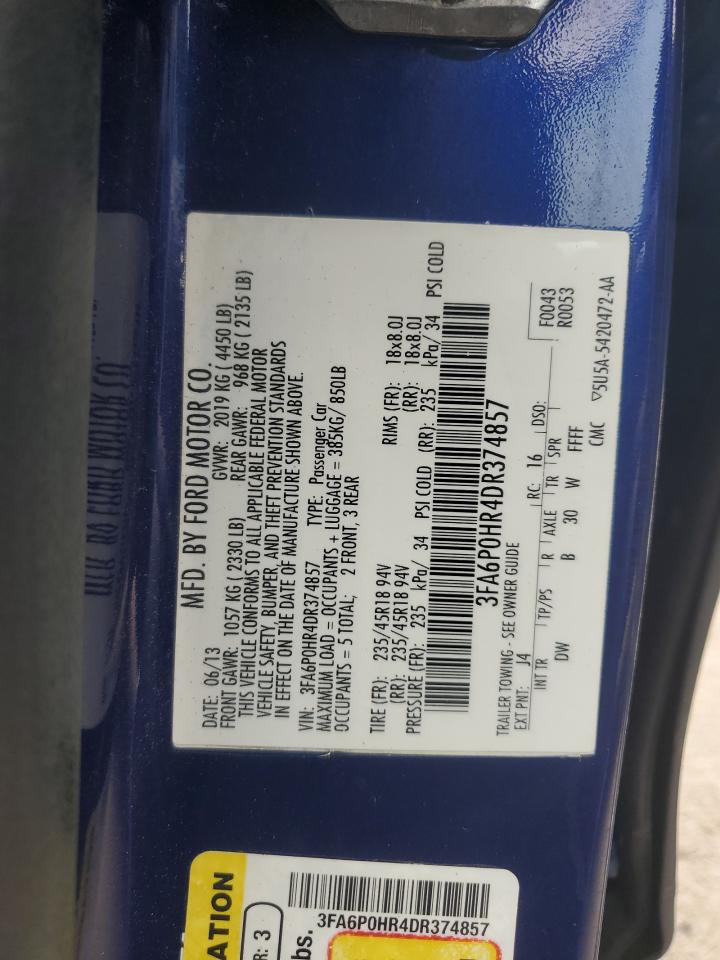 MFD. BY FORD MOTOR CO.
DATE: 06/13 GVWR: 2019 KG ( 4450 LB)
FRONT GAWR: 1057 KG ( 2330 LB) REAR GAWR: 968 KG ( 2135 LB)
THIS VEHICLE CONFORMS TO ALL APPLICABLE FEDERAL MOTOR
VEHICLE SAFETY, BUMPER, AND THEFT PREVENTION STANDARDS
IN EFFECT ON THE DATE OF MANUFACTURE SHOWN ABOVE.
VIN: 3FA6P0HR4DR374857 TYPE: Passenger Car
MAXIMUM LOAD = OCCUPANTS + LUGGAGE = 385KG/ 850LB
OCCUPANTS = 5 TOTAL; 2 FRONT, 3 REAR
TIRE (FR): 235/45R18 94V RIMS (FR): 18x8.0J
(RR): 235/45R18 94V (RR): 18x8.0J
PRESSURE (FR): 235 kPa/ 34 PSI COLD (RR): 235 kPa/ 34 PSI COLD
3FA6P0HR4DR374857
TRAILER TOWING - SEE OWNER GUIDE
EXT PNT: J4 RC: 16 DSO: F0043
R0053
INT TR TP/PS R AXLE TR SPR
DW B 30 W FFFF
CMC ▽5U5A-5420472-AA
ATION
R: 3
bs.
3FA6P0HR4DR374857